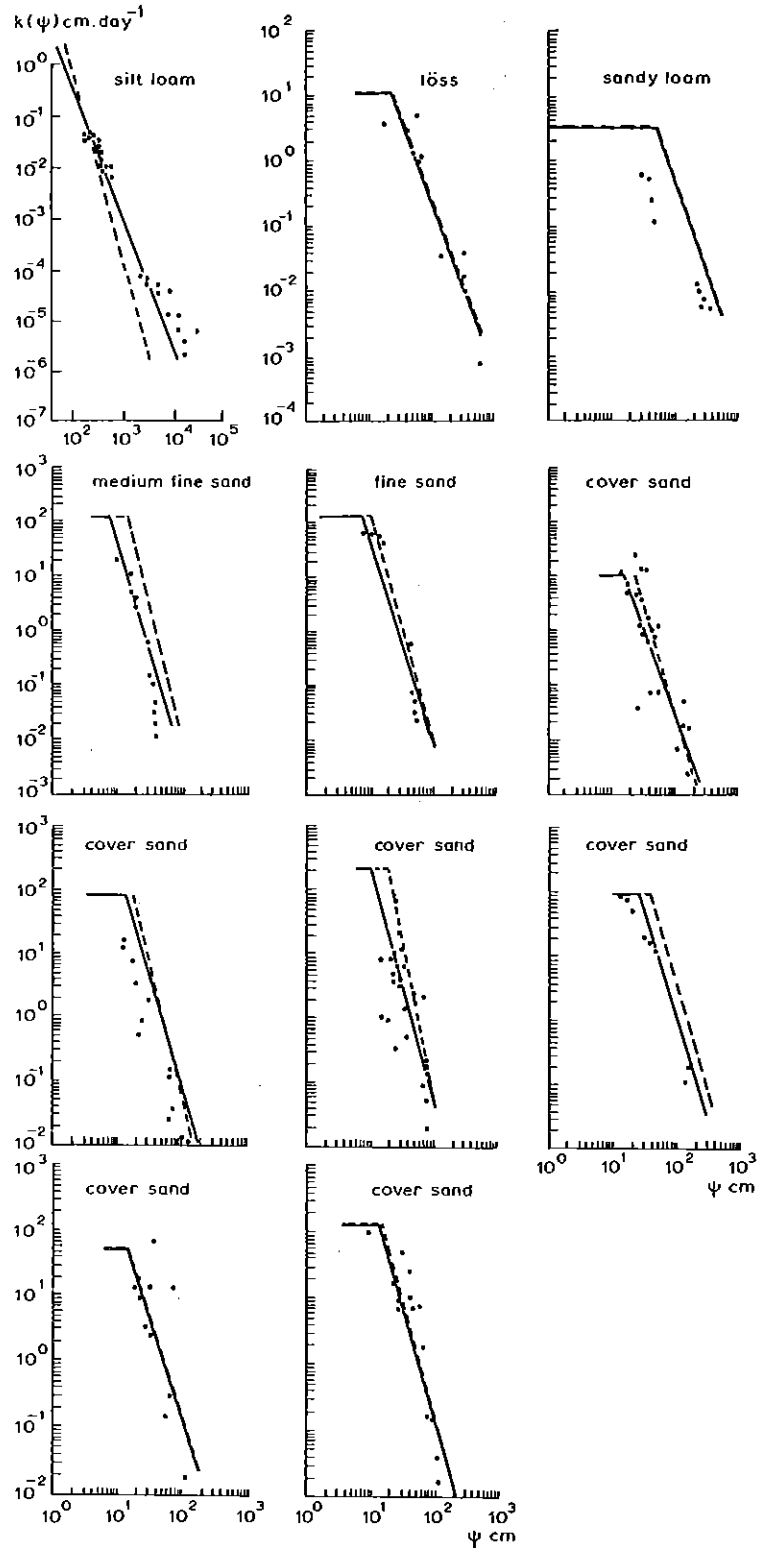 k(ψ)cm.day⁻¹
silt loam
10⁰
10⁻¹
10⁻²
10⁻³
10⁻⁴
10⁻⁵
10⁻⁶
10⁻⁷
10² 10³ 10⁴ 10⁵
löss
10²
10¹
10⁰
10⁻¹
10⁻²
10⁻³
10⁻⁴
sandy loam
medium fine sand
10³
10²
10¹
10⁰
10⁻¹
10⁻²
10⁻³
fine sand
cover sand
cover sand
10³
10²
10¹
10⁰
10⁻¹
10⁻²
cover sand
cover sand
10⁰ 10¹ 10² 10³
ψ cm
cover sand
10³
10²
10¹
10⁰
10⁻¹
10⁻²
10⁰ 10¹ 10² 10³
cover sand
10⁰ 10¹ 10² 10³
ψ cm